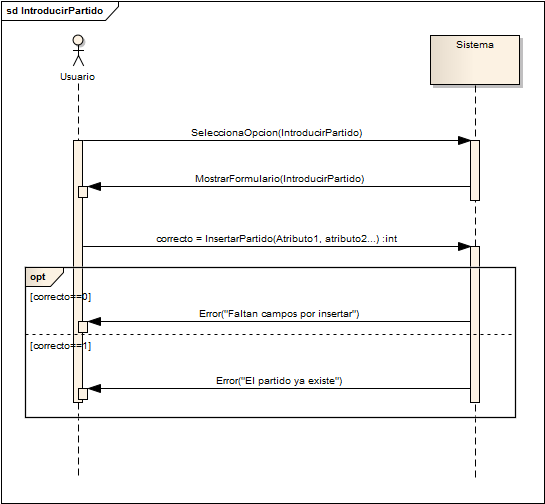 sd IntroducirPartido
Usuario
Sistema
SeleccionaOpcion(IntroducirPartido)
MostrarFormulario(IntroducirPartido)
correcto = InsertarPartido(Atributo1, atributo2...) :int
opt
[correcto==0]
Error("Faltan campos por insertar")
[correcto==1]
Error("El partido ya existe")